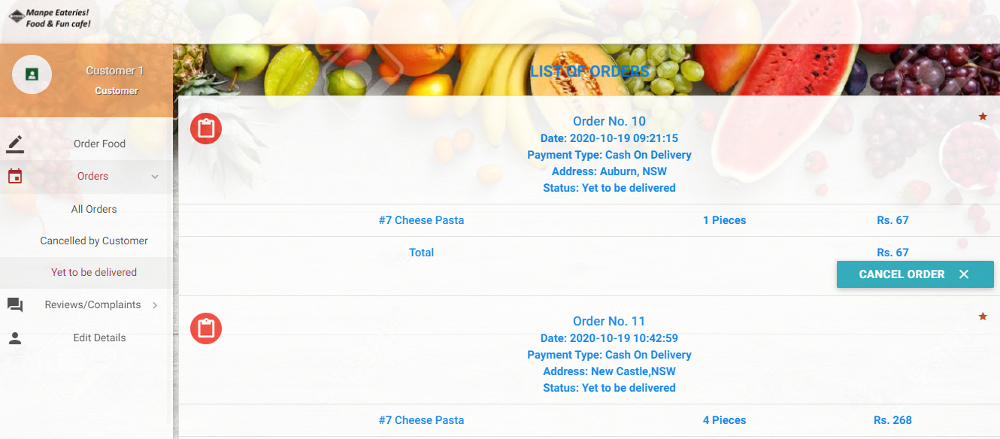 Manpe Eateries!
Food & Fun cafe!
Customer 1
Customer
Order Food
Orders
All Orders
Cancelled by Customer
Yet to be delivered
Reviews/Complaints
Edit Details
LIST OF ORDERS
Order No. 10
Date: 2020-10-19 09:21:15
Payment Type: Cash On Delivery
Address: Auburn, NSW
Status: Yet to be delivered
#7 Cheese Pasta 1 Pieces Rs. 67
Total Rs. 67
CANCEL ORDER
Order No. 11
Date: 2020-10-19 10:42:59
Payment Type: Cash On Delivery
Address: New Castle,NSW
Status: Yet to be delivered
#7 Cheese Pasta 4 Pieces Rs. 268